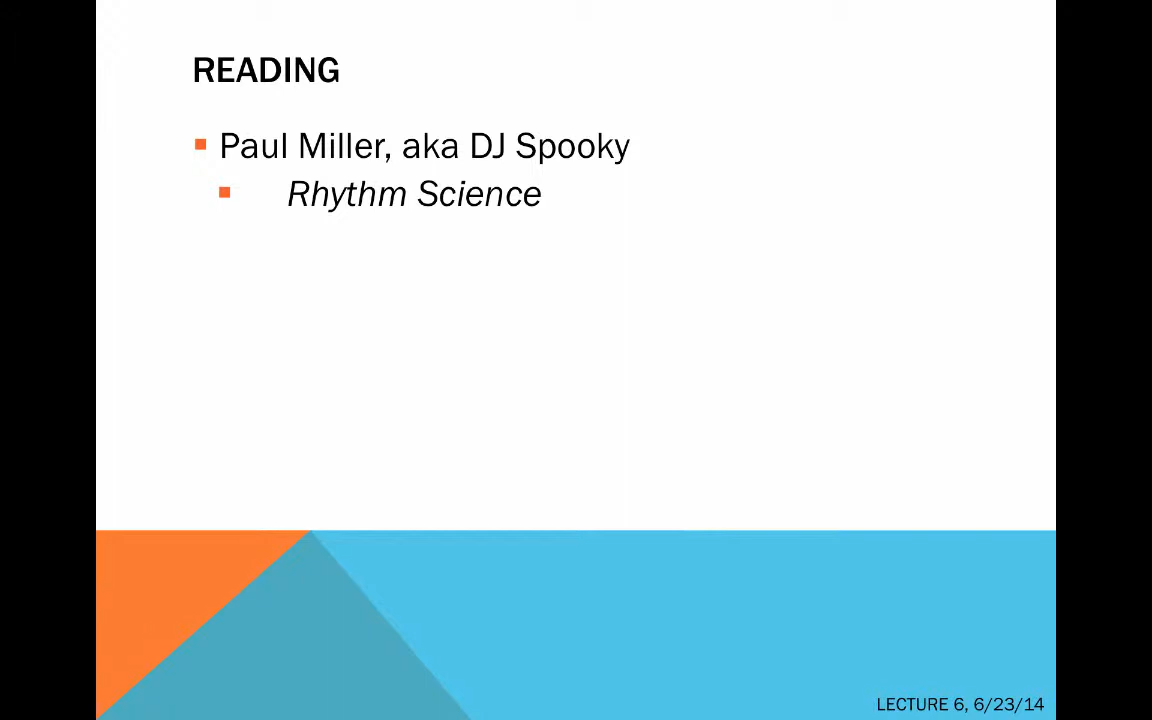 READING
Paul Miller, aka DJ Spooky
Rhythm Science
LECTURE 6, 6/23/14